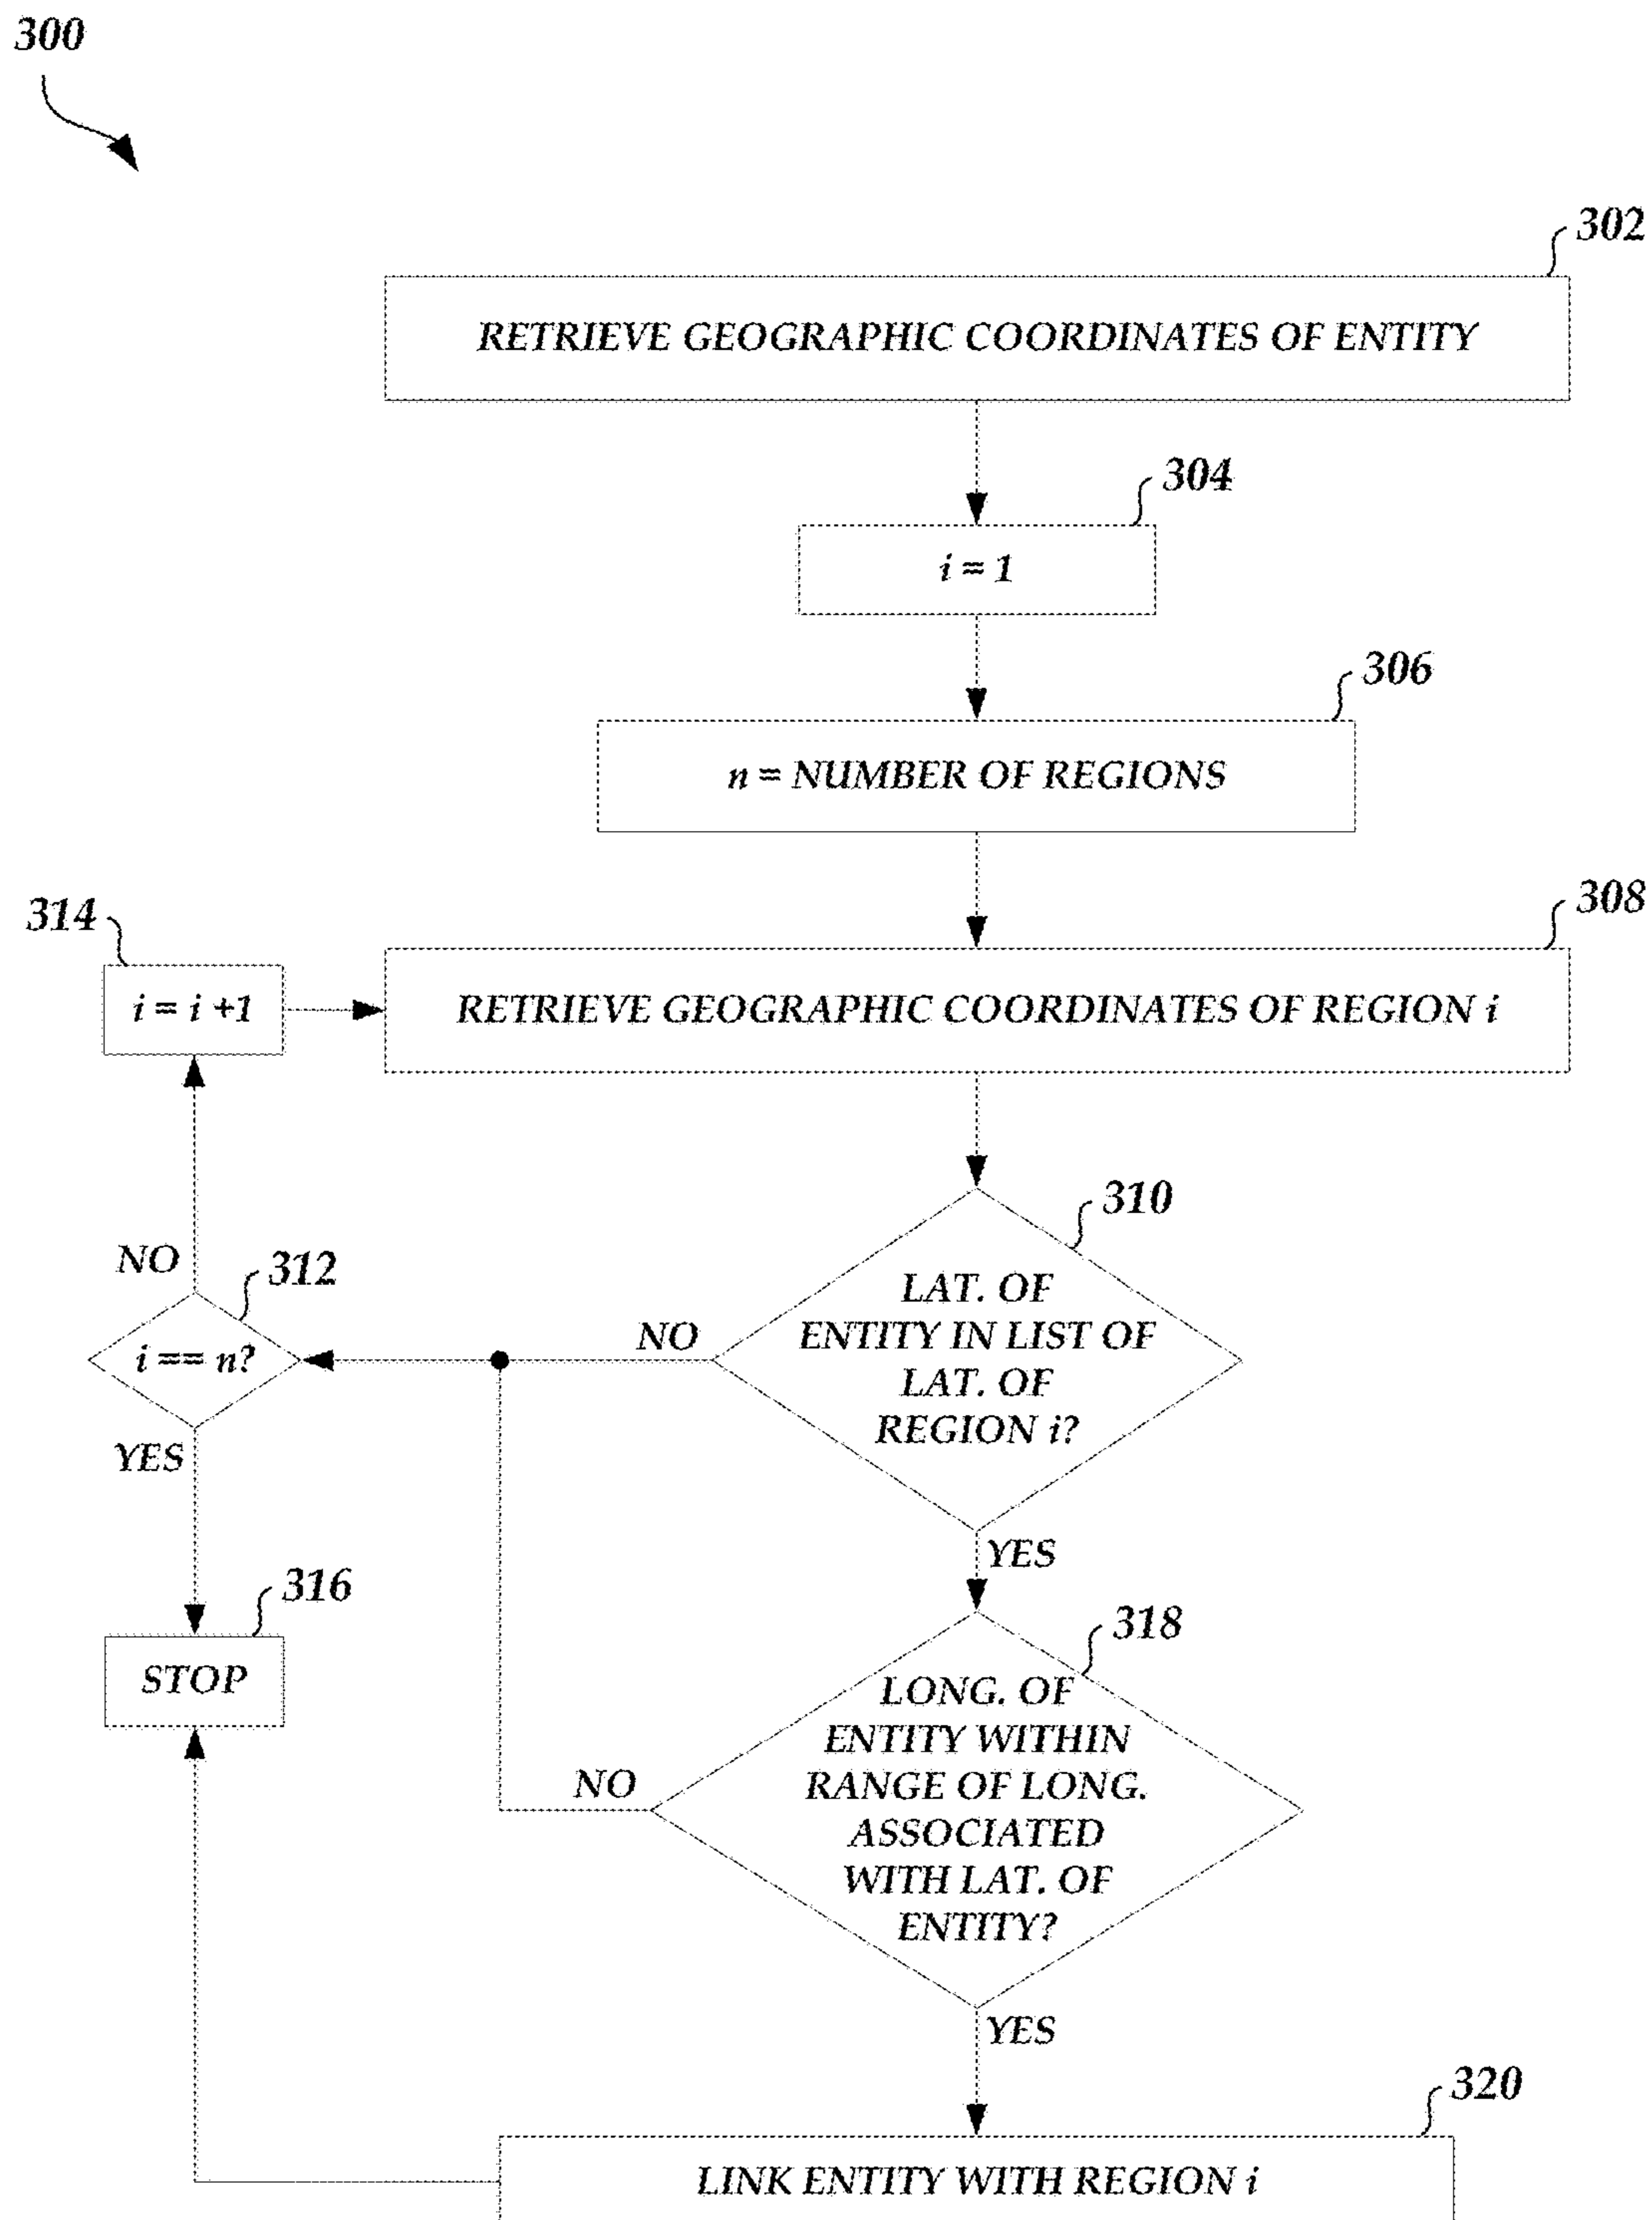 300
302
RETRIEVE GEOGRAPHIC COORDINATES OF ENTITY
304
i = 1
306
n = NUMBER OF REGIONS
308
314
i = i +1
RETRIEVE GEOGRAPHIC COORDINATES OF REGION i
310
LAT. OF
ENTITY IN LIST OF
LAT. OF
REGION i?
NO
312
NO
i == n?
YES
YES
316
STOP
318
LONG. OF
ENTITY WITHIN
RANGE OF LONG.
ASSOCIATED
WITH LAT. OF
ENTITY?
NO
YES
320
LINK ENTITY WITH REGION i